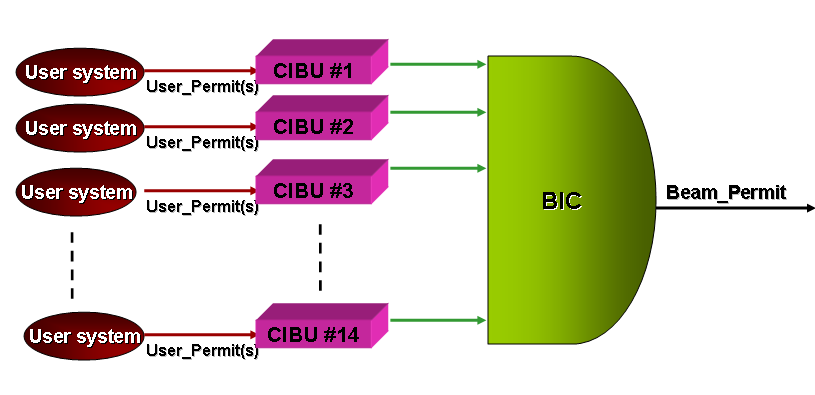 User system
User_Permit(s)
CIBU #1
User system
User_Permit(s)
CIBU #2
User system
User_Permit(s)
CIBU #3
User system
User_Permit(s)
CIBU #14
BIC
Beam_Permit